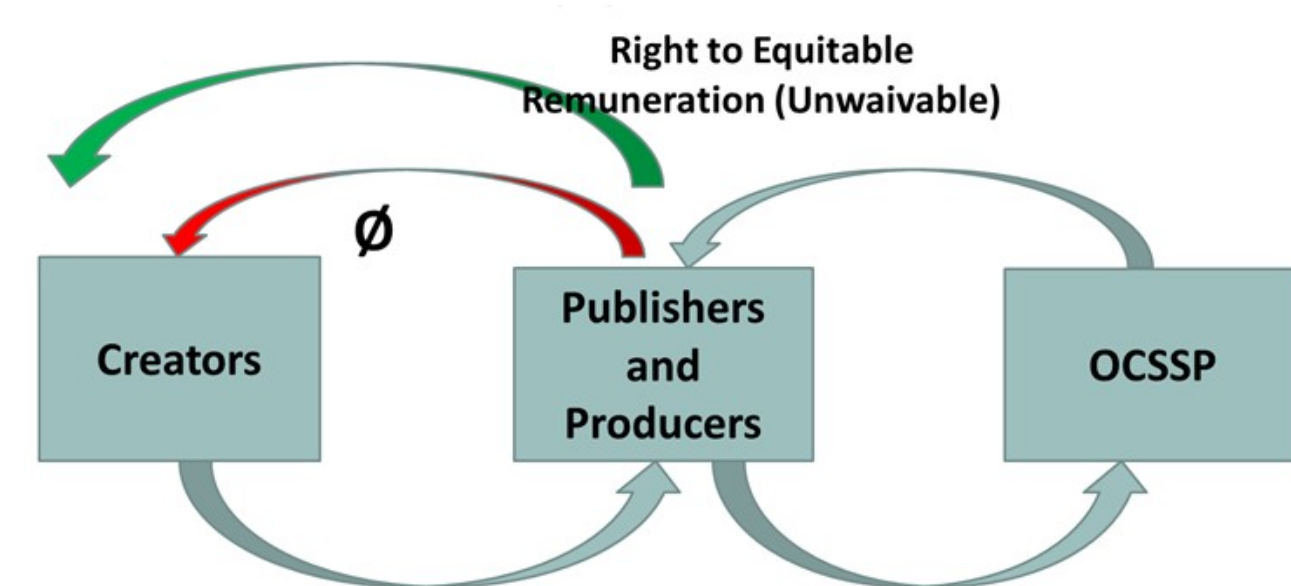 Right to Equitable
Remuneration (Unwaivable)
Ø
Creators
Publishers
and
Producers
OCSSP